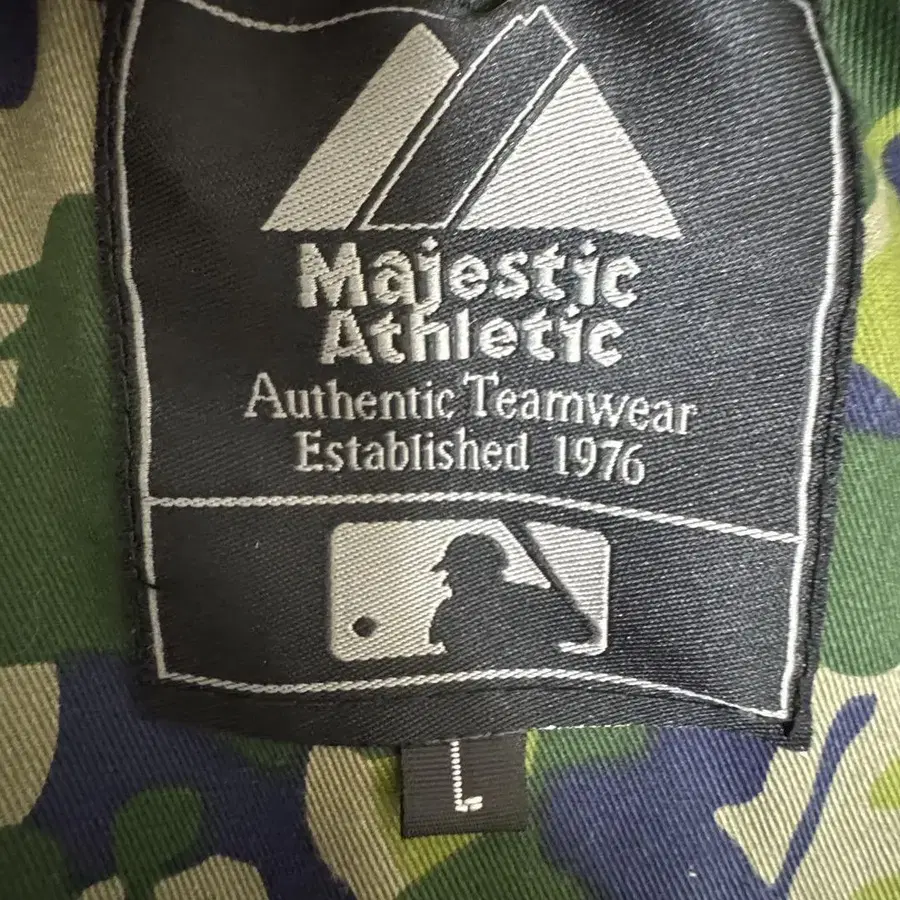 Majestic
Athletic
Authentic Teamwear
Established 1976
L